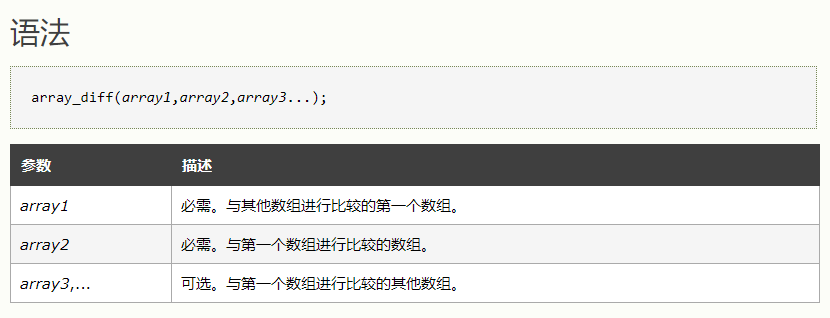 语法
array_diff(array1,array2,array3...);
参数 描述
array1 必需。与其他数组进行比较的第一个数组。
array2 必需。与第一个数组进行比较的数组。
array3,... 可选。与第一个数组进行比较的其他数组。